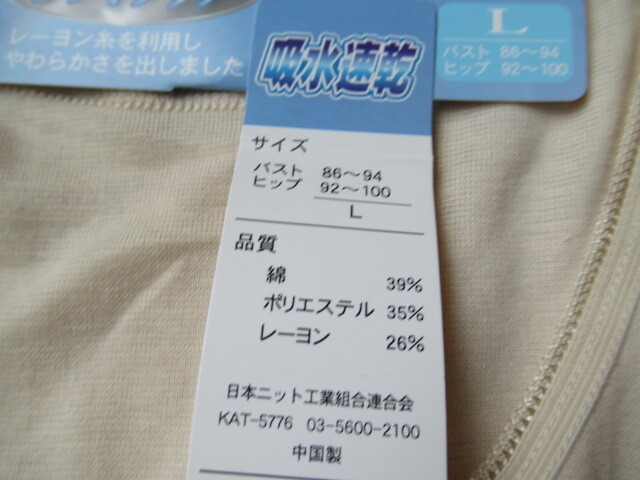 レーヨン糸を利用し
やわらかさを出しました
吸水速乾
L
バスト 86～94
ヒップ 92～100
サイズ
バスト 86～94
ヒップ 92～100
L
品質
綿 39%
ポリエステル 35%
レーヨン 26%
日本ニット工業組合連合会
KAT-5776 03-5600-2100
中国製